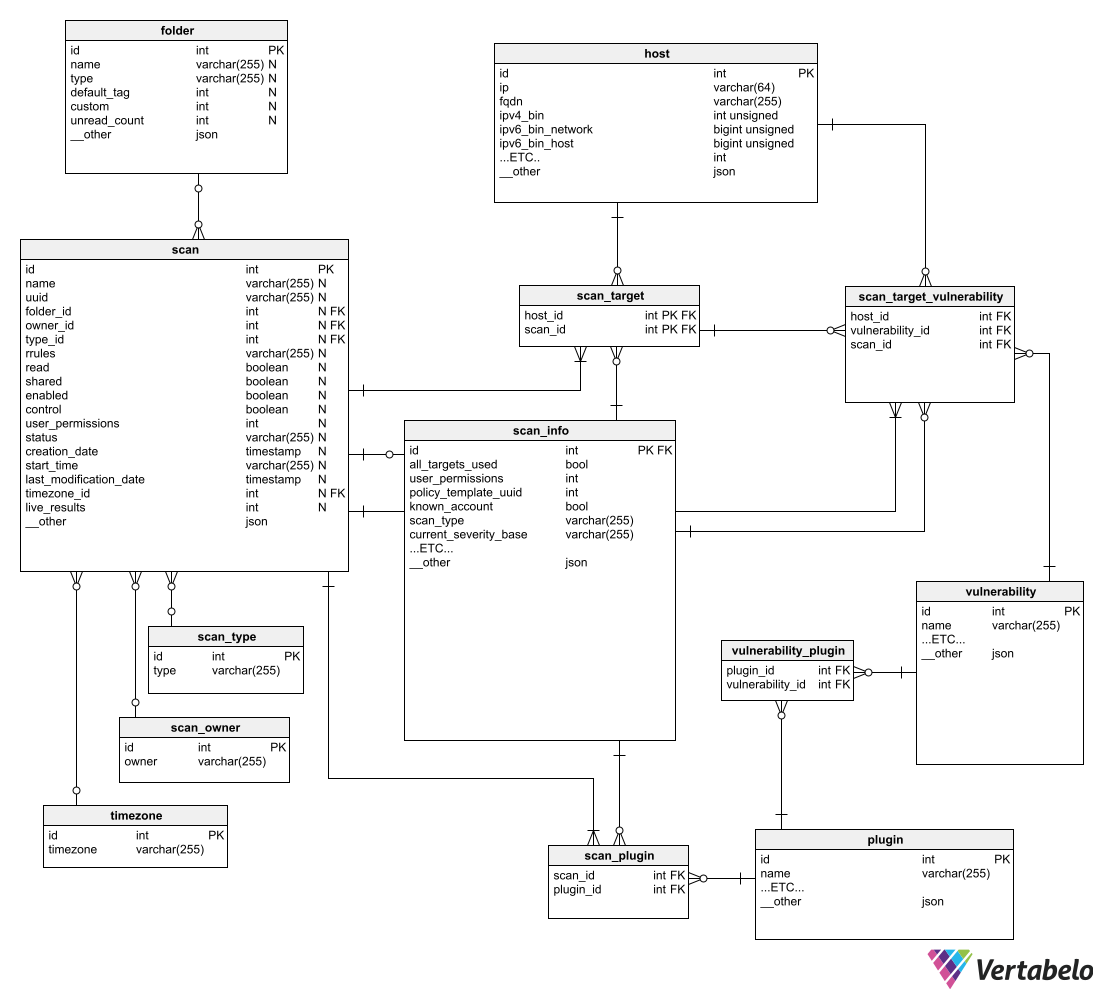 folder
id int PK
name varchar(255) N
type varchar(255) N
default_tag int N
custom int N
unread_count int N
__other json
host
id int PK
ip varchar(64)
fqdn varchar(255)
ipv4_bin int unsigned
ipv6_bin_network bigint unsigned
ipv6_bin_host bigint unsigned
...ETC.. int
__other json
scan
id int PK
name varchar(255) N
uuid varchar(255) N
folder_id int N FK
owner_id int N FK
type_id int N FK
rrules varchar(255) N
read boolean N
shared boolean N
enabled boolean N
control boolean N
user_permissions int N
status varchar(255) N
creation_date timestamp N
start_time varchar(255) N
last_modification_date timestamp N
timezone_id int N FK
live_results int N
__other json
scan_target
host_id int PK FK
scan_id int PK FK
scan_target_vulnerability
host_id int FK
vulnerability_id int FK
scan_id int FK
scan_info
id int PK FK
all_targets_used bool
user_permissions int
policy_template_uuid int
known_account bool
scan_type varchar(255)
current_severity_base varchar(255)
...ETC...
__other json
scan_type
id int PK
type varchar(255)
scan_owner
id int PK
owner varchar(255)
timezone
id int PK
timezone varchar(255)
vulnerability
id int PK
name varchar(255)
...ETC...
__other json
vulnerability_plugin
plugin_id int FK
vulnerability_id int FK
scan_plugin
scan_id int FK
plugin_id int FK
plugin
id int PK
name varchar(255)
...ETC...
__other json
Vertabelo